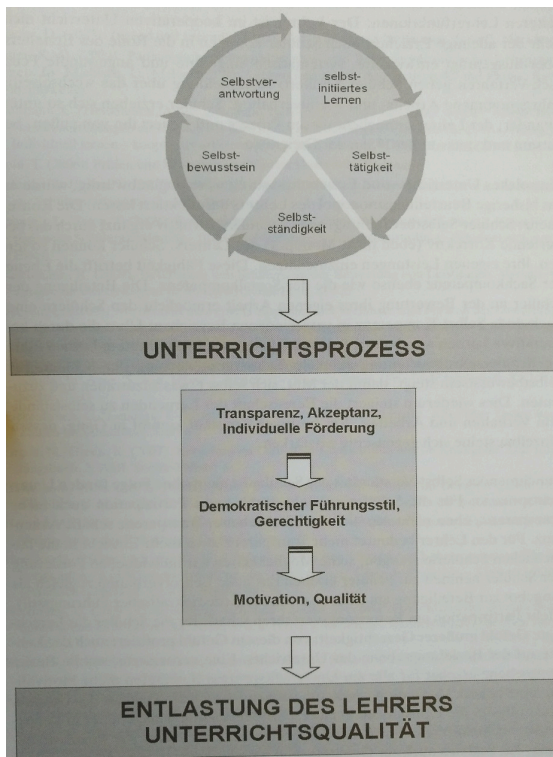 Selbstver-
antwortung
selbst-
initiiertes
Lernen
Selbst-
bewusstsein
Selbst-
tätigkeit
Selbst-
ständigkeit
UNTERRICHTSPROZESS
Transparenz, Akzeptanz,
Individuelle Förderung
Demokratischer Führungsstil,
Gerechtigkeit
Motivation, Qualität
ENTLASTUNG DES LEHRERS
UNTERRICHTSQUALITÄT